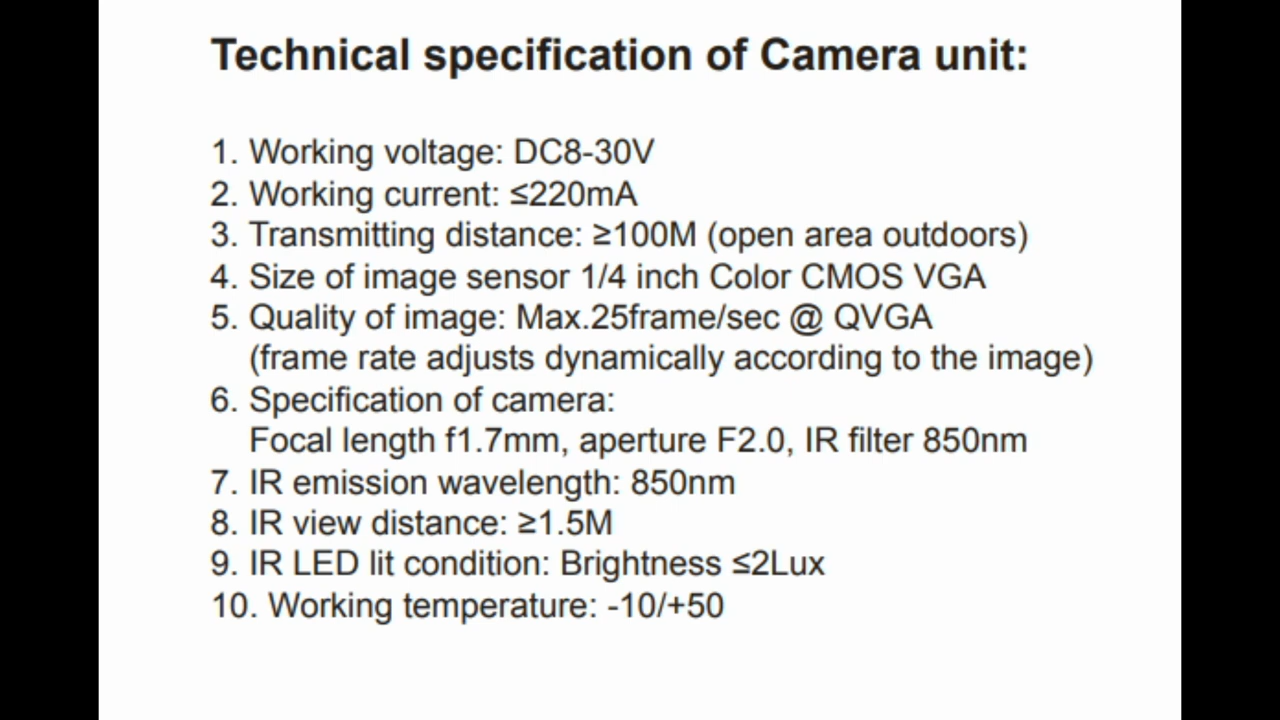 Technical specification of Camera unit:
1. Working voltage: DC8-30V
2. Working current: ≤220mA
3. Transmitting distance: ≥100M (open area outdoors)
4. Size of image sensor 1/4 inch Color CMOS VGA
5. Quality of image: Max.25frame/sec @ QVGA
(frame rate adjusts dynamically according to the image)
6. Specification of camera:
Focal length f1.7mm, aperture F2.0, IR filter 850nm
7. IR emission wavelength: 850nm
8. IR view distance: ≥1.5M
9. IR LED lit condition: Brightness ≤2Lux
10. Working temperature: -10/+50